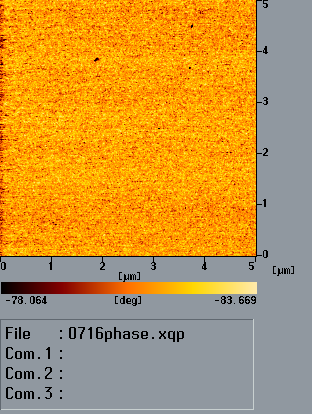 5
4
3
2
1
0
0 1 2 3 4 5
[µm] [µm]
-78.064 [deg] -83.669
File : 0716phase.xqp
Com.1 :
Com.2 :
Com.3 :